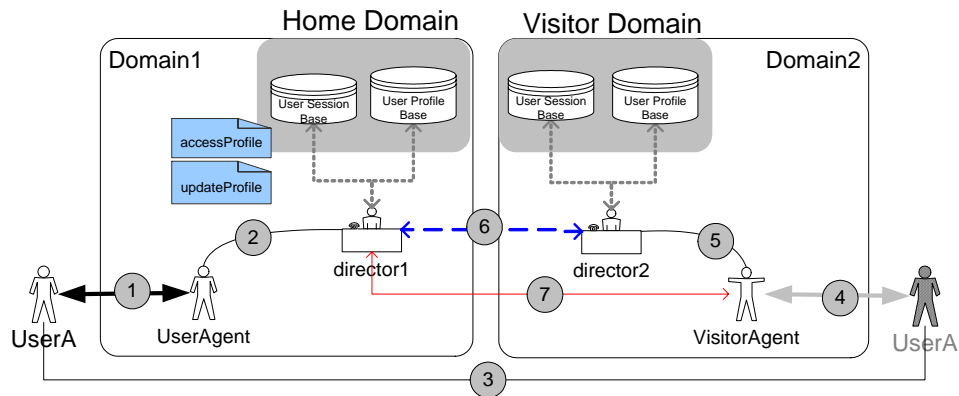 Home Domain
Visitor Domain
Domain1
Domain2
User Session
Base
User Profile
Base
User Session
Base
User Profile
Base
accessProfile
updateProfile
2
6
5
director1
director2
1
7
4
UserA
UserAgent
VisitorAgent
UserA
3